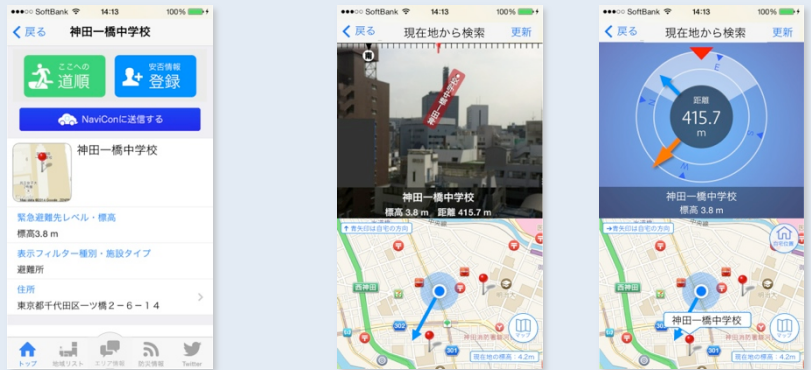 SoftBank 14:13 100%
戻る 神田一橋中学校
ここへの
道順
安否情報
登録
NaviConに送信する
神田一橋中学校
緊急避難先レベル・標高
標高3.8 m
表示フィルター種別・施設タイプ
避難所
住所
東京都千代田区一ツ橋2-6-14
トップ 地域リスト エリア情報 防災情報 Twitter
SoftBank 14:13 100%
戻る 現在地から検索 更新
神田一橋中学校
神田一橋中学校
標高 3.8 m 距離 415.7 m
↑青矢印は自宅の方向
西神田
302
301
マップ
現在地の標高:4.2m
SoftBank 14:13 100%
戻る 現在地から検索 更新
E
S
W
N
距離
415.7
m
神田一橋中学校
標高 3.8 m
→青矢印は自宅の方向
西神田
神田一橋中学校
302
301
マップ
現在地の標高:4.2m